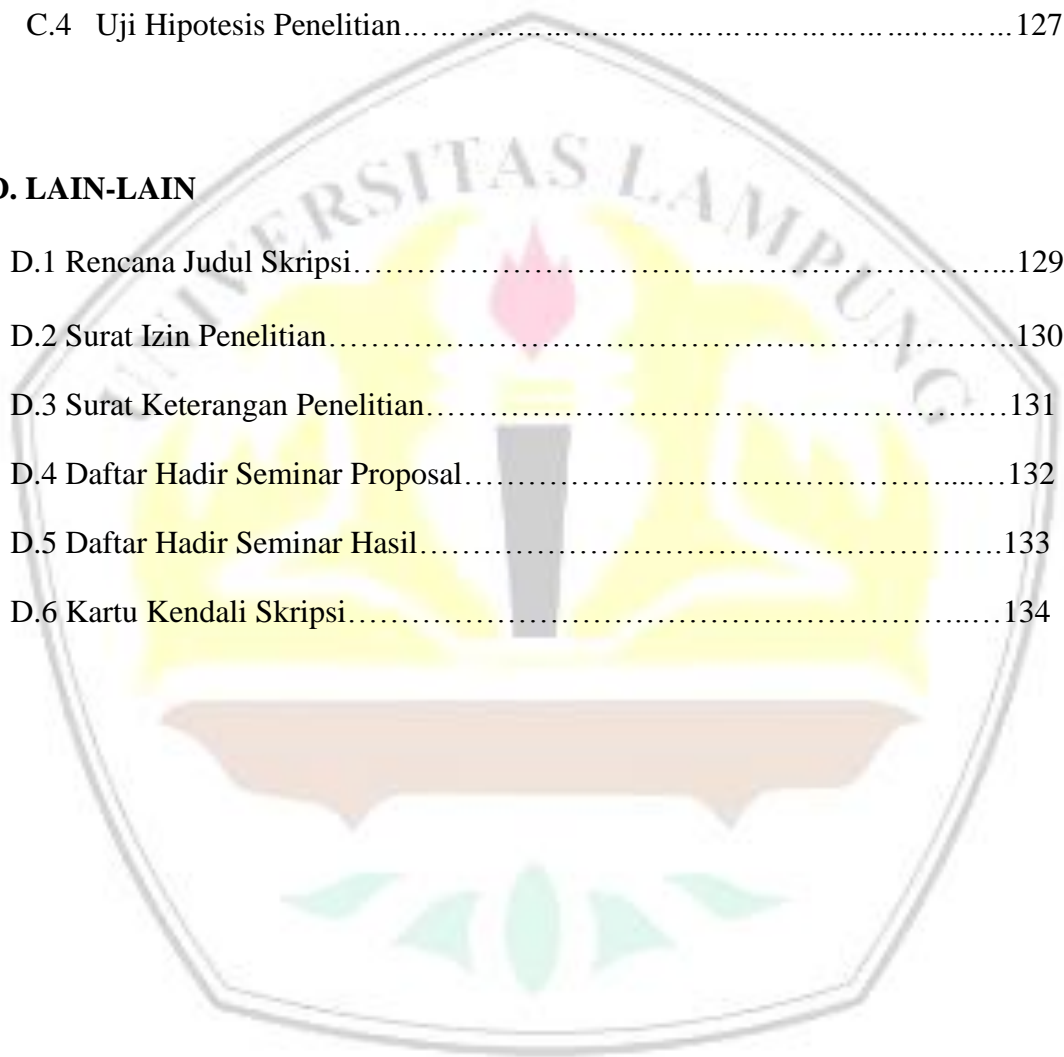 C.4 Uji Hipotesis Penelitian……………………………………………….....………127
UNIVERSITAS LAMPUNG
D. LAIN-LAIN
D.1 Rencana Judul Skripsi……………………………………………………...129
D.2 Surat Izin Penelitian……………………………………………………….130
D.3 Surat Keterangan Penelitian………………………………………………131
D.4 Daftar Hadir Seminar Proposal………………………………………...…132
D.5 Daftar Hadir Seminar Hasil……………………………………………….133
D.6 Kartu Kendali Skripsi…………………………………………………..…134